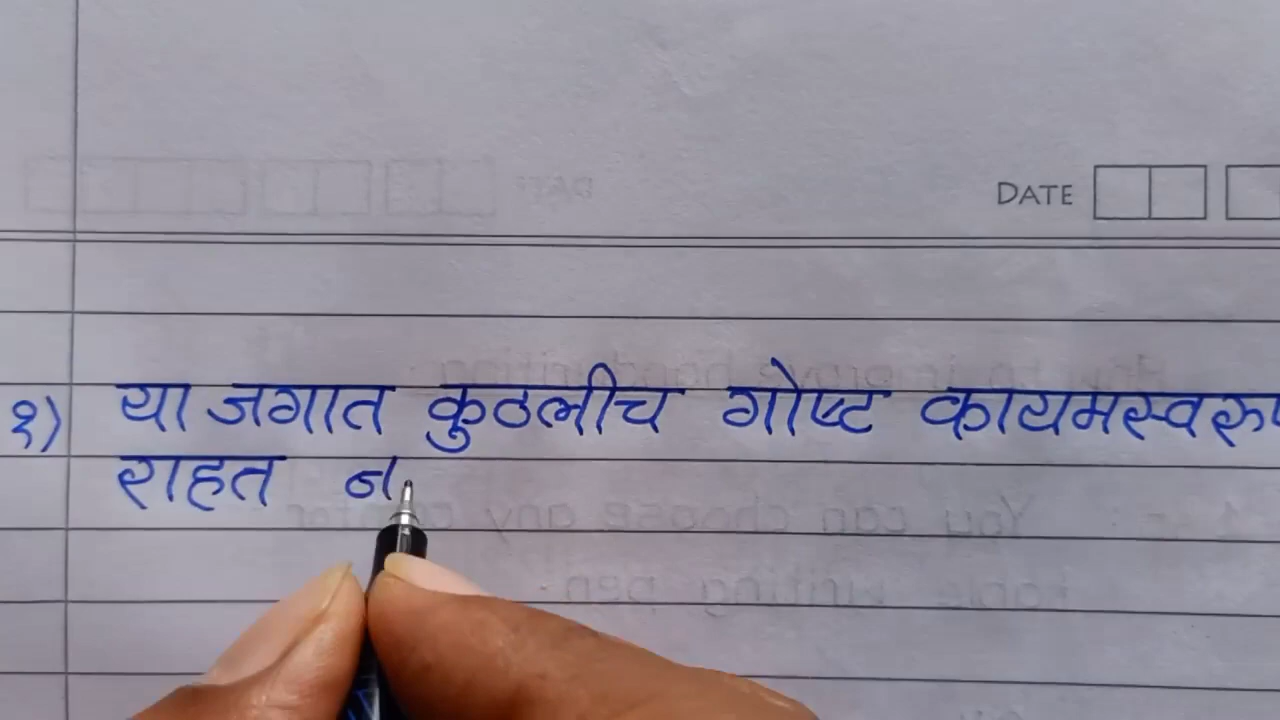 DATE
१) या जगात कुठलीच गोष्ट कायमस्वरूप
राहत न